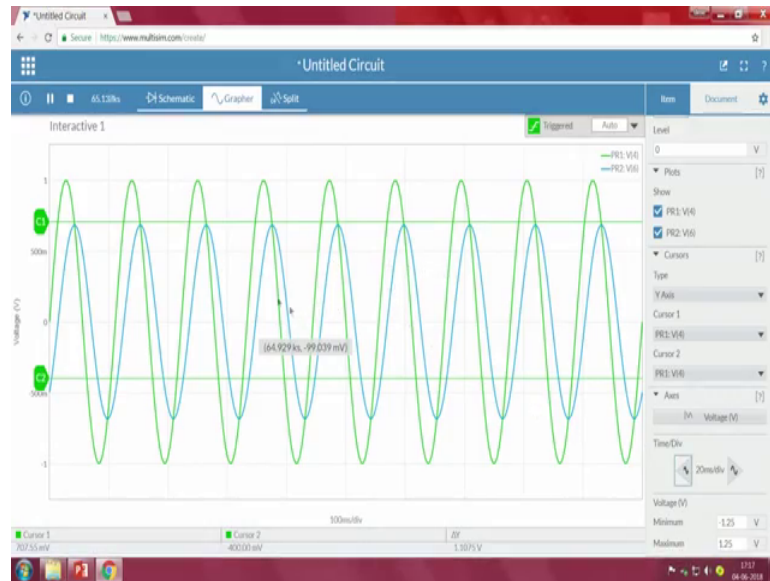 *Untitled Circuit
Secure | https://www.multisim.com/create/
*Untitled Circuit
Schematic
Grapher
Split
Item
Document
Interactive 1
Triggered
Auto
PR1: V(4)
PR2: V(6)
1
C1
500m
0
(64.929 ks, -99.039 mV)
C2
-500m
-1
Voltage (V)
100ms/div
Cursor 1
Cursor 2
ΔY
707.55 mV
-400.00 mV
1.1075 V
Level
0
V
Plots
[?]
Show
PR1: V(4)
PR2: V(6)
Cursors
[?]
Type
Y Axis
Cursor 1
PR1: V(4)
Cursor 2
PR1: V(4)
Axes
[?]
Voltage (V)
Time/Div
20ms/div
Voltage (V)
Minimum
-1.25
V
Maximum
1.25
V
17:17
04-06-2018